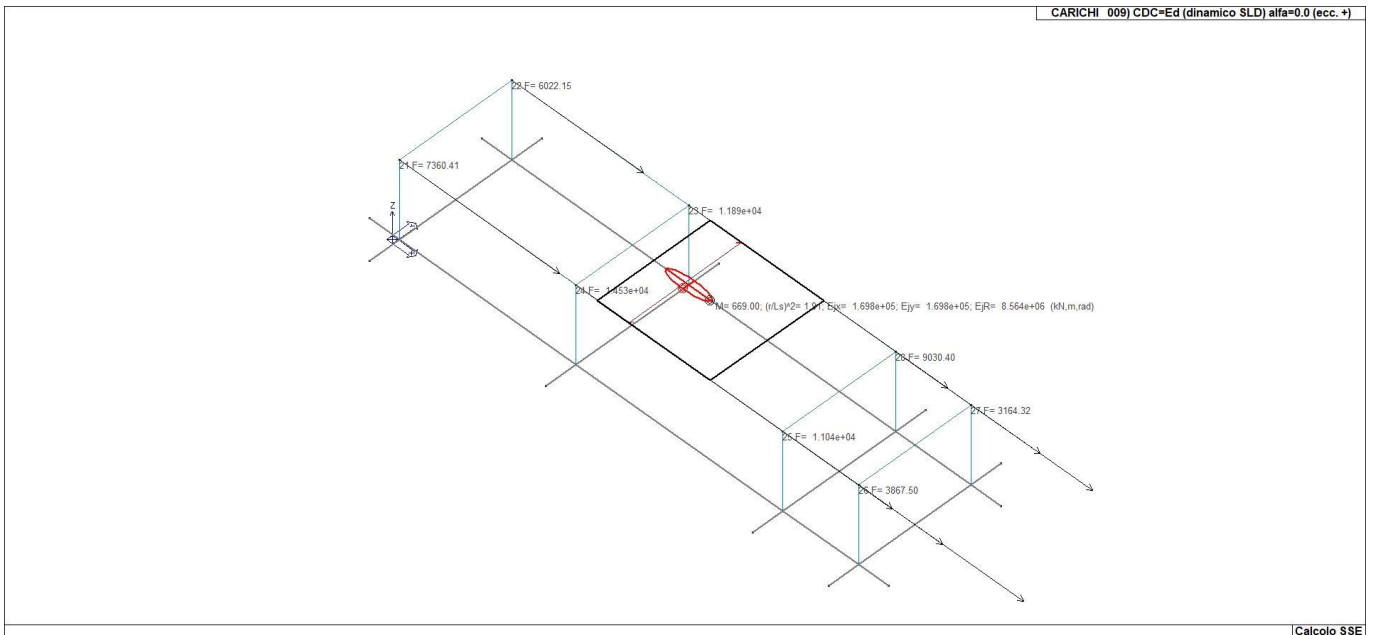 CARICHI 009) CDC=Ed (dinamico SLD) alfa=0.0 (ecc. +)
22 F= 6022.15
21 F= 7360.41
Z
23 F= 1.189e+04
24 F= 1.453e+04
M= 669.00; (r/Ls)^2= 1.91; Ejx= 1.698e+05; Ejy= 1.698e+05; EjR= 8.564e+06 (kN,m,rad)
28 F= 9030.40
27 F= 3164.32
25 F= 1.104e+04
26 F= 3867.50
Calcolo SSE